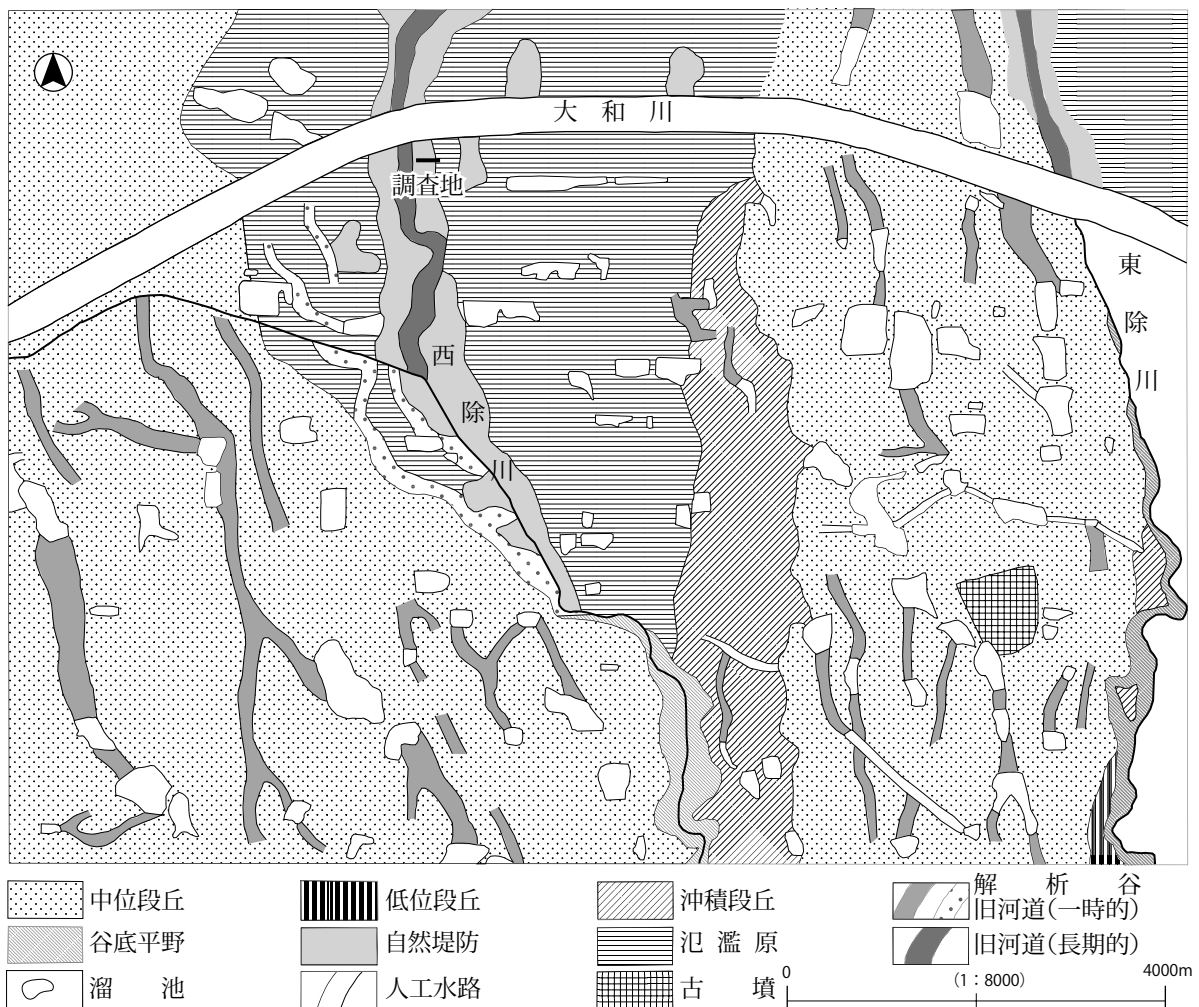 大和川
調査地
東除川
西除川
中位段丘
低位段丘
沖積段丘
解析谷
旧河道(一時的)
谷底平野
自然堤防
氾濫原
旧河道(長期的)
溜池
人工水路
古墳
0
(1：8000)
4000m